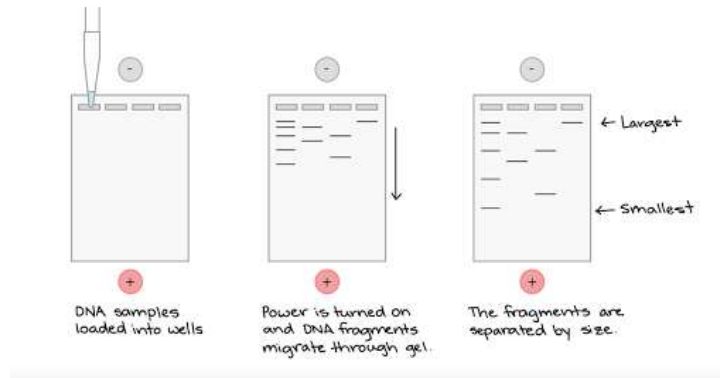 -
-
-
← Largest
← Smallest
+
+
+
DNA samples
loaded into wells
Power is turned on
and DNA fragments
migrate through gel.
The fragments are
separated by size.